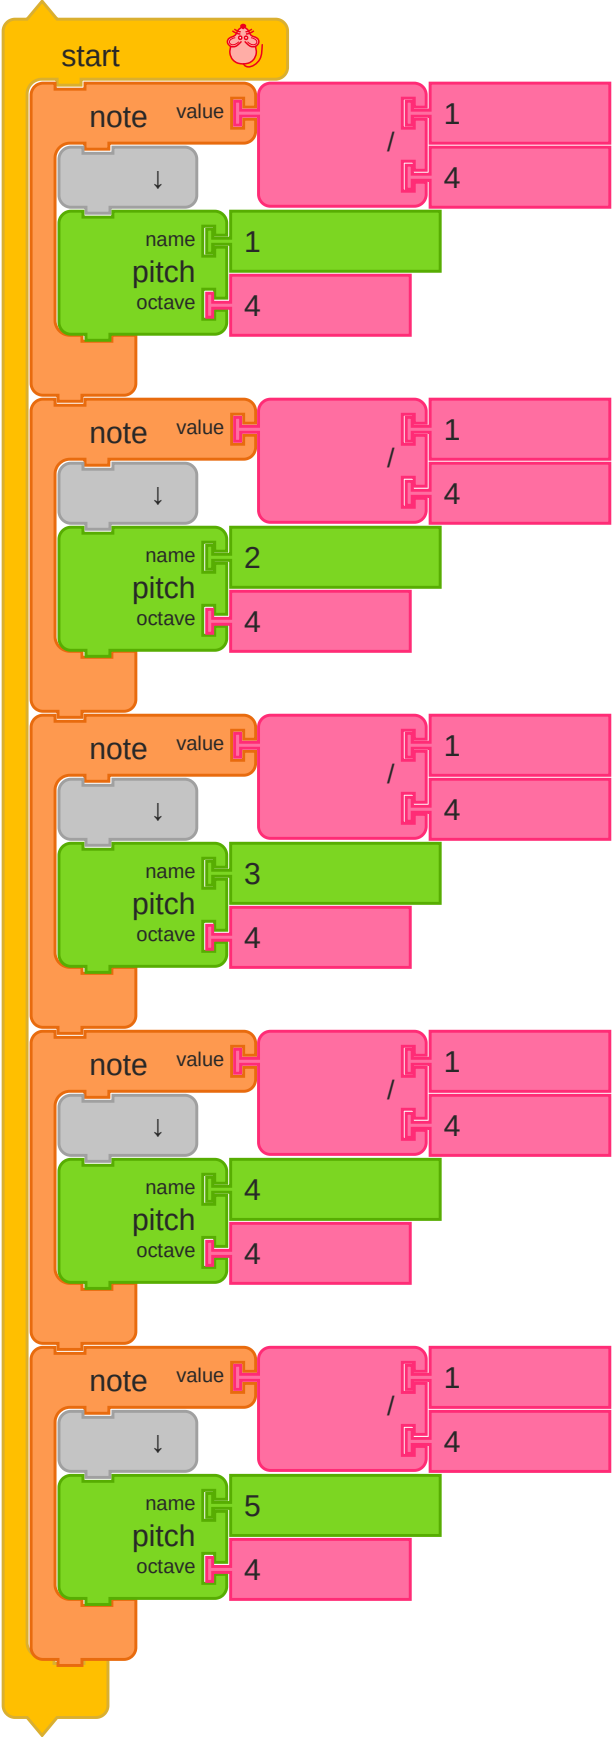 start
note value 1
/
4
↓
name 1
pitch
octave 4
note value 1
/
4
↓
name 2
pitch
octave 4
note value 1
/
4
↓
name 3
pitch
octave 4
note value 1
/
4
↓
name 4
pitch
octave 4
note value 1
/
4
↓
name 5
pitch
octave 4